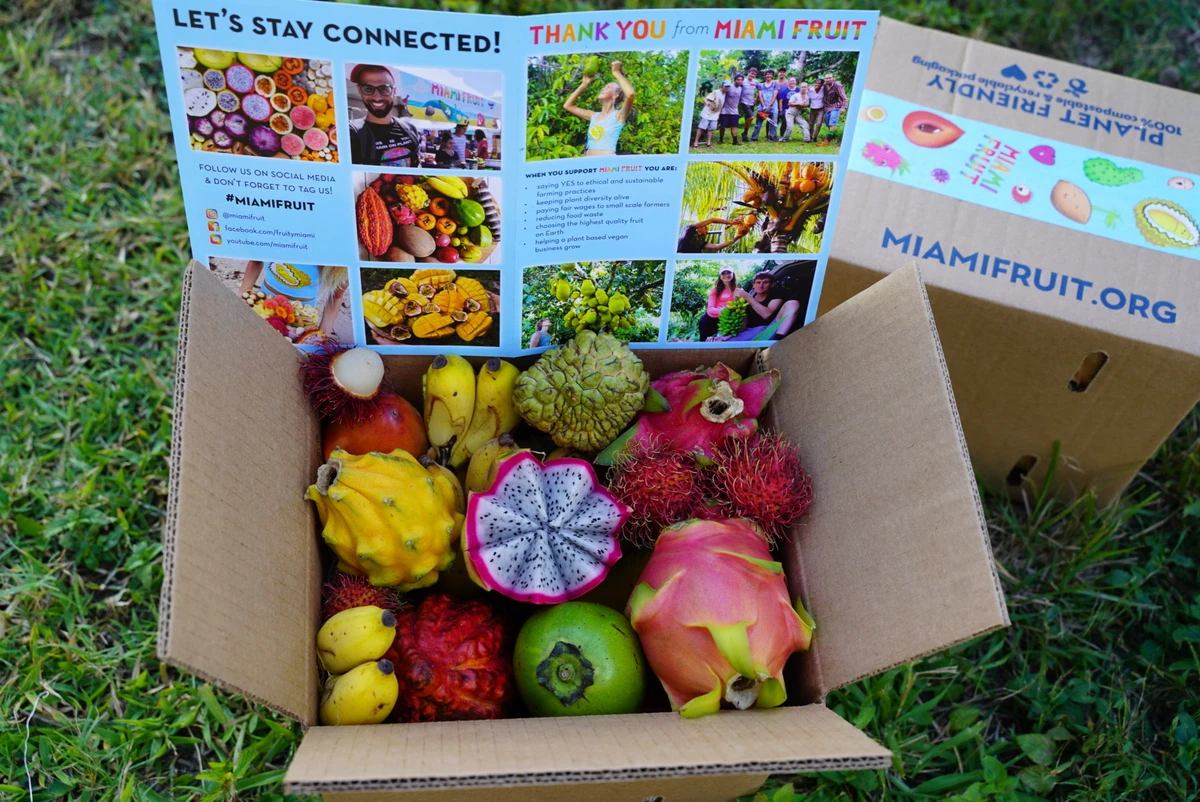 LET'S STAY CONNECTED!
THANK YOU from MIAMI FRUIT
MIAMI FRUIT
FOLLOW US ON SOCIAL MEDIA
& DON'T FORGET TO TAG US!
#MIAMIFRUIT
@miamifruit
facebook.com/fruitymiami
youtube.com/miamifruit
WHEN YOU SUPPORT MIAMI FRUIT YOU ARE:
• saying YES to ethical and sustainable
farming practices
• keeping plant diversity alive
• paying fair wages to small scale farmers
• reducing food waste
• choosing the highest quality fruit
on Earth
• helping a plant based vegan
business grow
PLANET FRIENDLY
100% compostable & recyclable packaging
MIAMI
FRUIT
MIAMIFRUIT.ORG